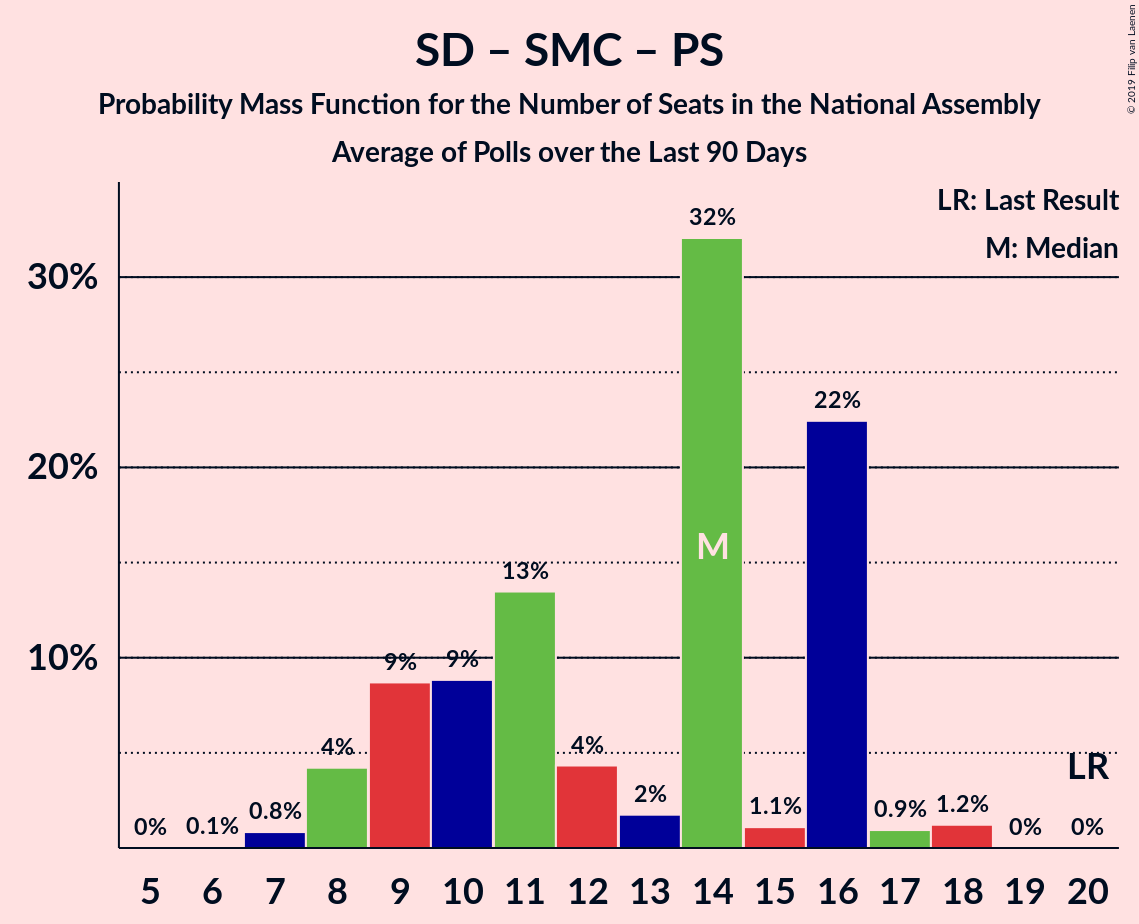 SD – SMC – PS
Probability Mass Function for the Number of Seats in the National Assembly
Average of Polls over the Last 90 Days
© 2019 Filip van Laenen
LR: Last Result
M: Median
32%
30%
22%
20%
M
13%
10%
9%
9%
4%
4%
LR
2%
0.8%
0%
0.1%
1.1%
0.9%
1.2%
0%
0%
5 6 7 8 9 10 11 12 13 14 15 16 17 18 19 20